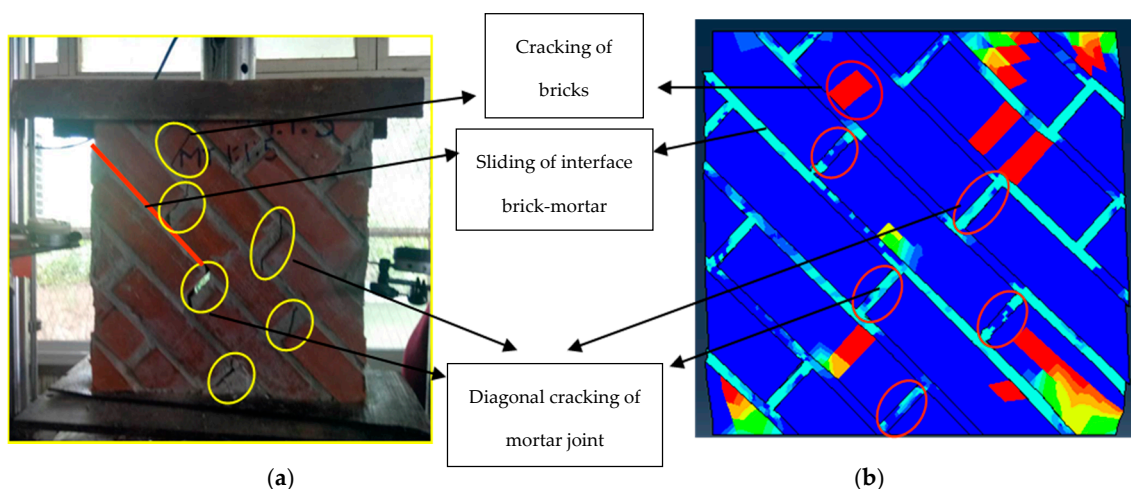 Cracking of
bricks
Sliding of interface
brick-mortar
Diagonal cracking of
mortar joint
(a)
(b)